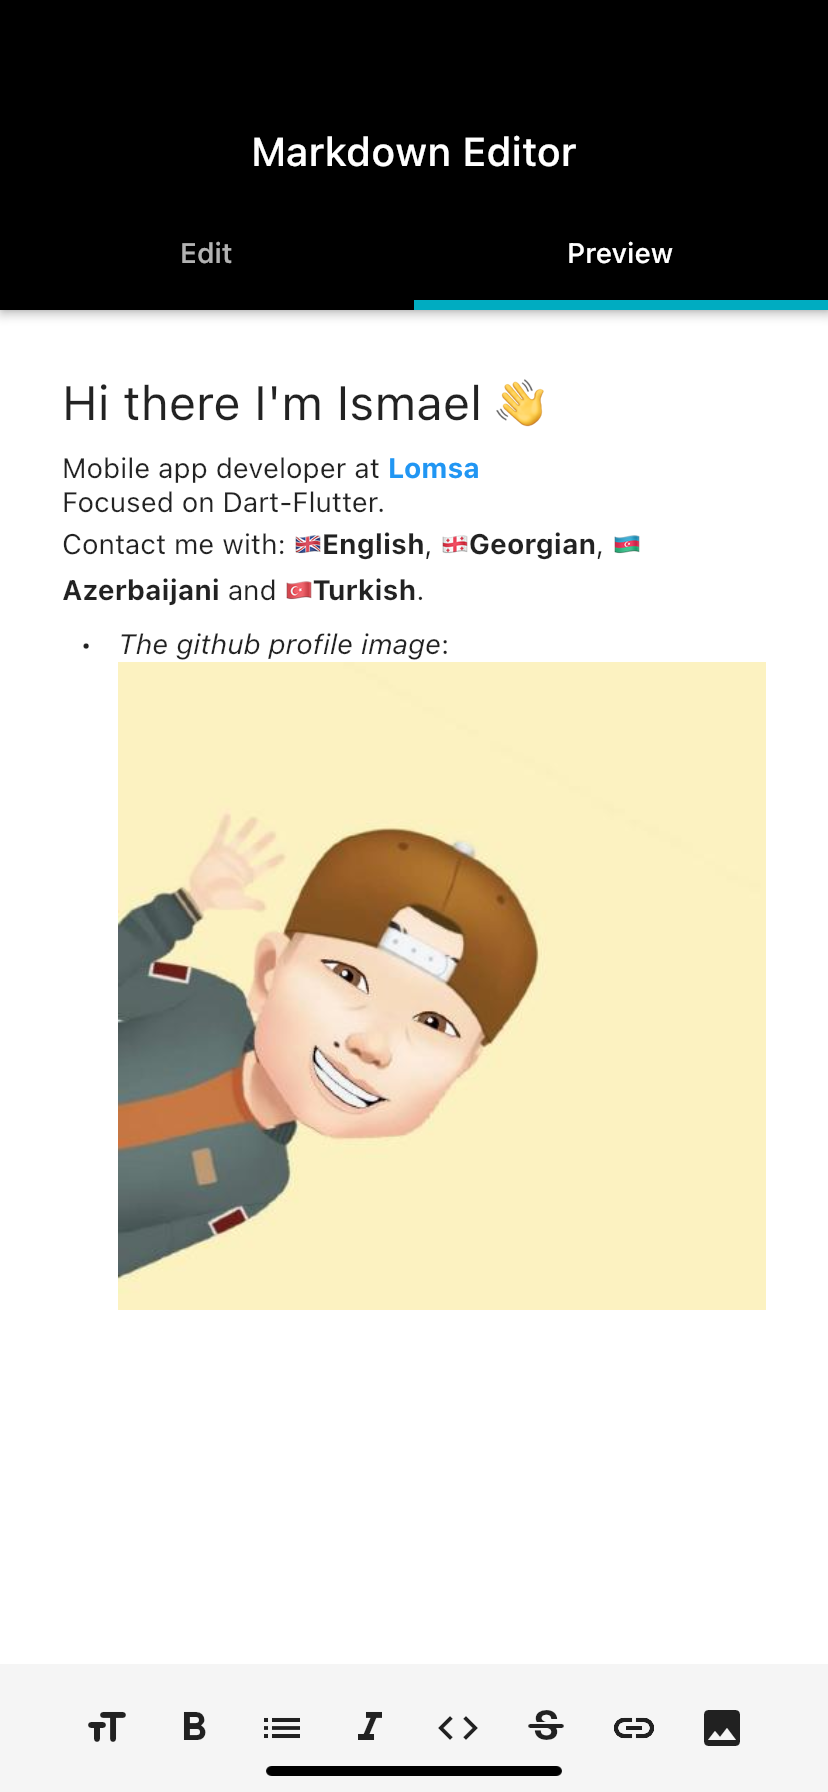 Markdown Editor
Edit
Preview
Hi there I'm Ismael 👋
Mobile app developer at Lomsa
Focused on Dart-Flutter.
Contact me with: 🇬🇧English, 🇬🇪Georgian, 🇦🇿
Azerbaijani and 🇹🇷Turkish.
• The github profile image: